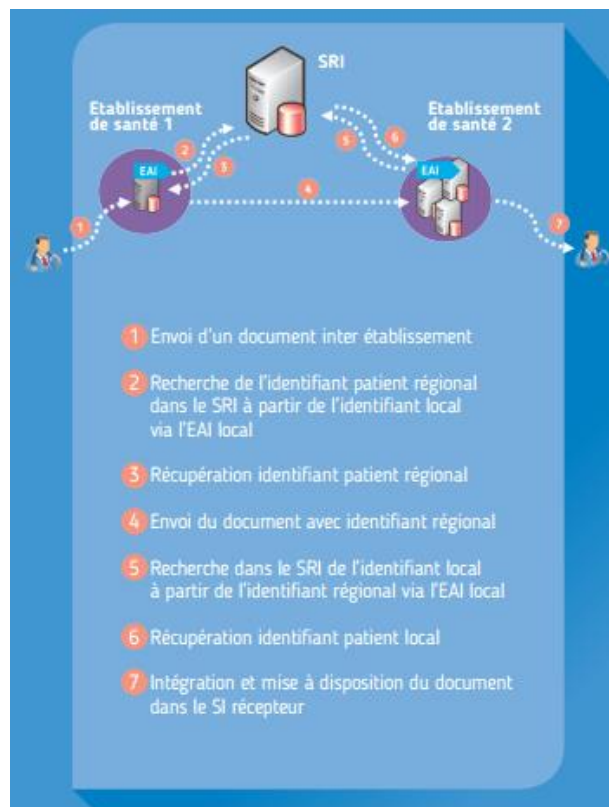 SRI
Etablissement
de santé 1
Etablissement
de santé 2
2
6
3
5
EAI
EAI
1
4
7
1 Envoi d'un document inter établissement
2 Recherche de l'identifiant patient régional
dans le SRI à partir de l'identifiant local
via l'EAI local
3 Récupération identifiant patient régional
4 Envoi du document avec identifiant régional
5 Recherche dans le SRI de l'identifiant local
à partir de l'identifiant régional via l'EAI local
6 Récupération identifiant patient local
7 Intégration et mise à disposition du document
dans le SI récepteur